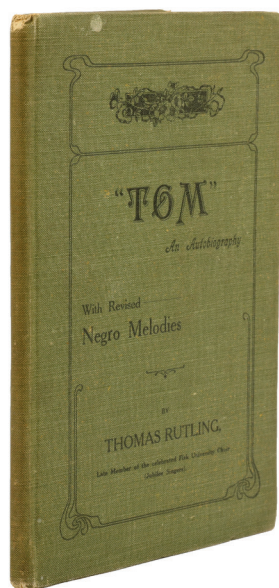 "TOM"
An Autobiography
With Revised
Negro Melodies
BY
THOMAS RUTLING,
Late Member of the celebrated Fisk University Choir
(Jubilee Singers)